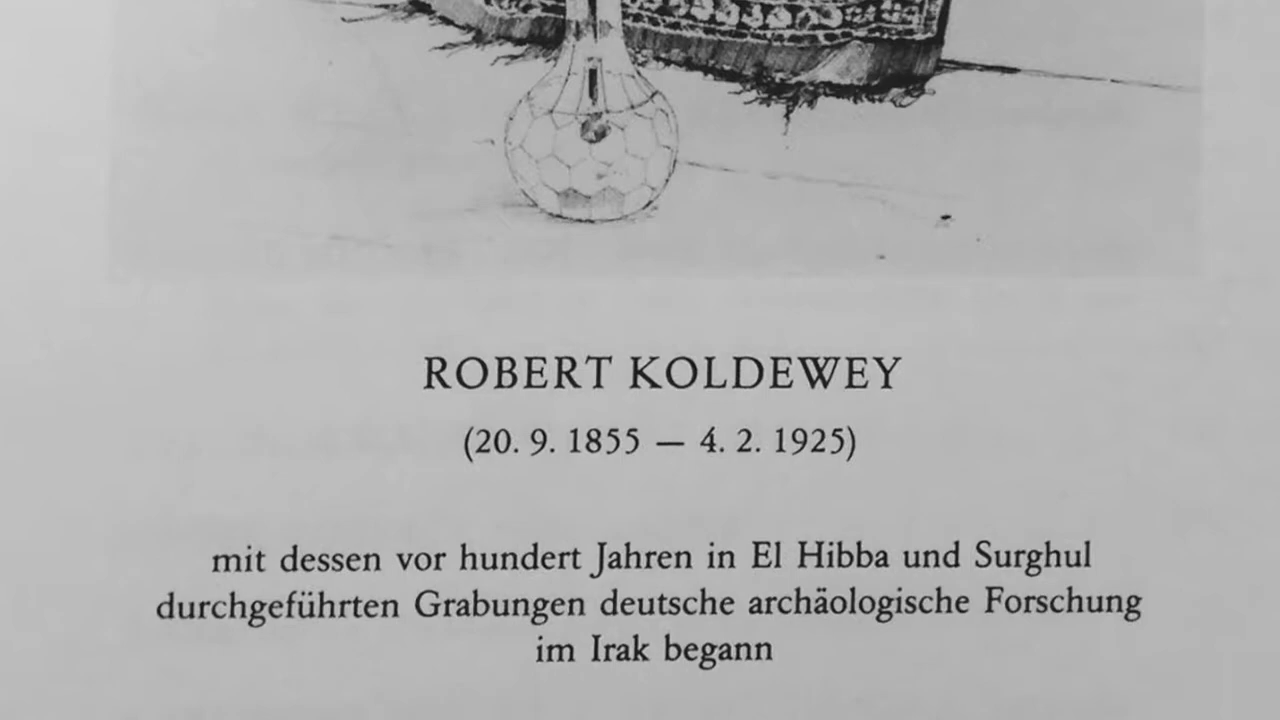 ROBERT KOLDEWEY
(20. 9. 1855 — 4. 2. 1925)
mit dessen vor hundert Jahren in El Hibba und Surghul
durchgeführten Grabungen deutsche archäologische Forschung
im Irak begann